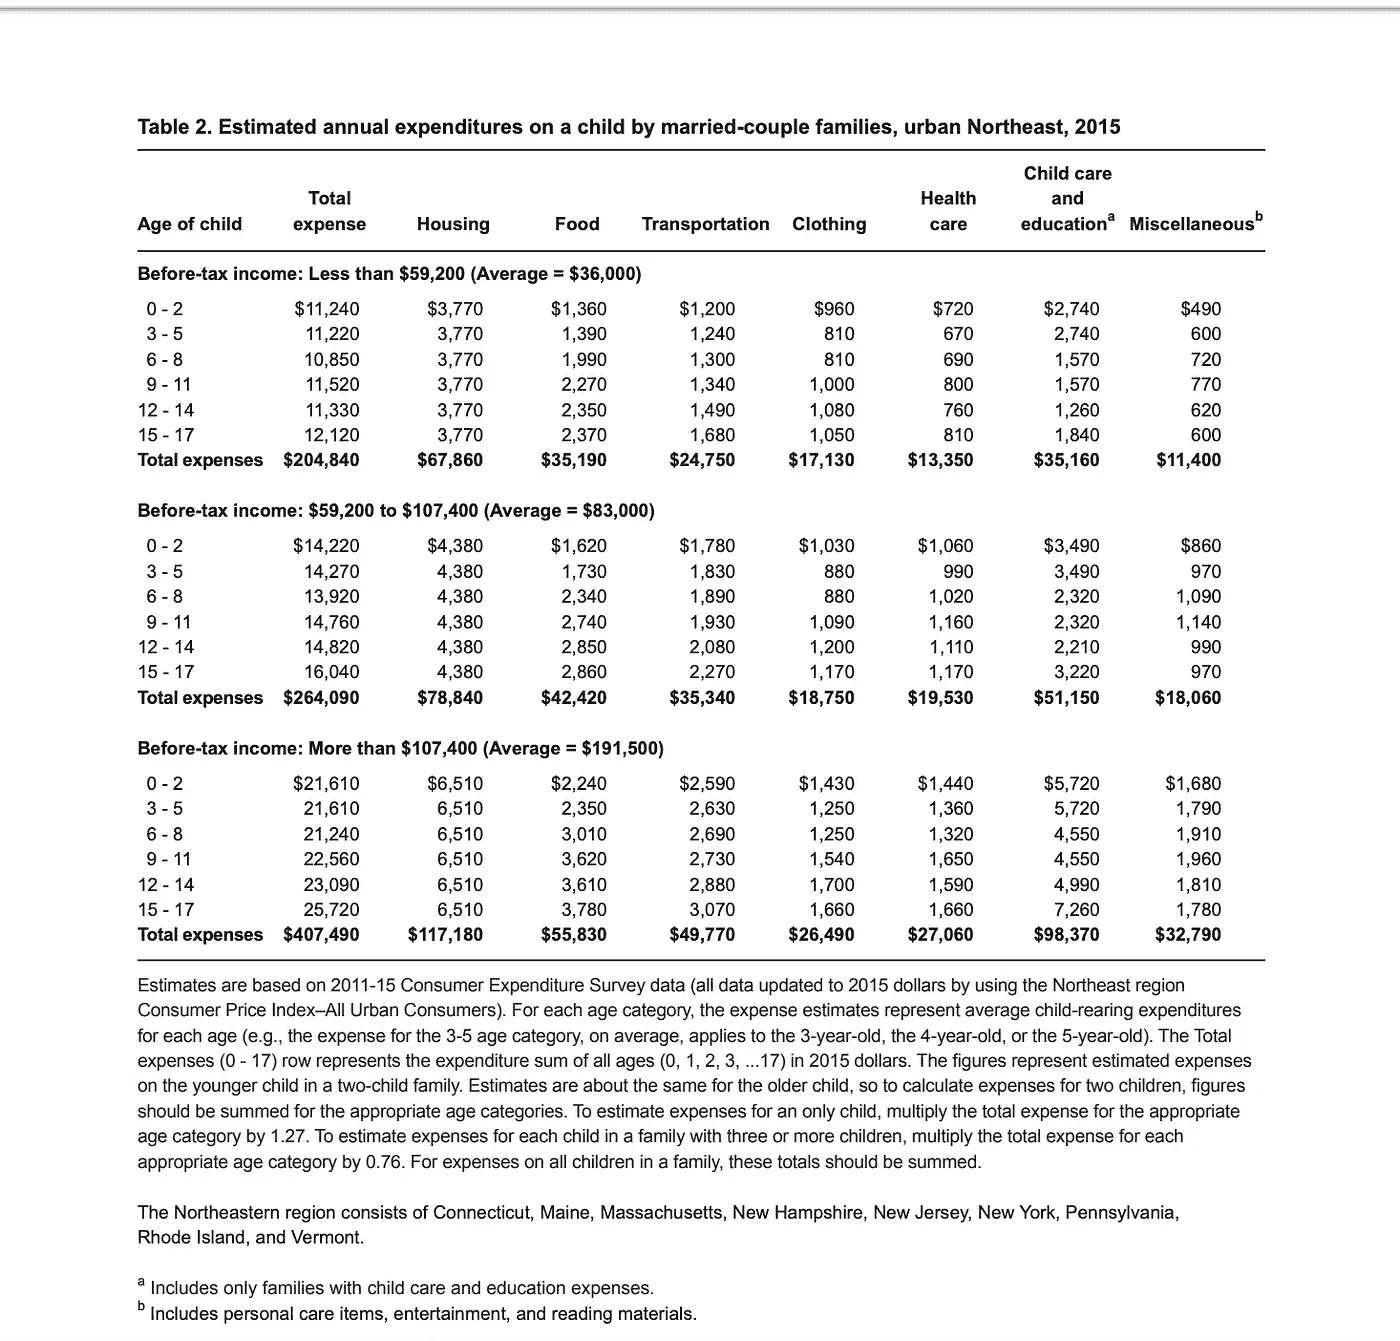 Table 2. Estimated annual expenditures on a child by married-couple families, urban Northeast, 2015
Age of child Total expense Housing Food Transportation Clothing Health care Child care and education^a Miscellaneous^b
Before-tax income: Less than $59,200 (Average = $36,000)
0 - 2 $11,240 $3,770 $1,360 $1,200 $960 $720 $2,740 $490
3 - 5 11,220 3,770 1,390 1,240 810 670 2,740 600
6 - 8 10,850 3,770 1,990 1,300 810 690 1,570 720
9 - 11 11,520 3,770 2,270 1,340 1,000 800 1,570 770
12 - 14 11,330 3,770 2,350 1,490 1,080 760 1,260 620
15 - 17 12,120 3,770 2,370 1,680 1,050 810 1,840 600
Total expenses $204,840 $67,860 $35,190 $24,750 $17,130 $13,350 $35,160 $11,400
Before-tax income: $59,200 to $107,400 (Average = $83,000)
0 - 2 $14,220 $4,380 $1,620 $1,780 $1,030 $1,060 $3,490 $860
3 - 5 14,270 4,380 1,730 1,830 880 990 3,490 970
6 - 8 13,920 4,380 2,340 1,890 880 1,020 2,320 1,090
9 - 11 14,760 4,380 2,740 1,930 1,090 1,160 2,320 1,140
12 - 14 14,820 4,380 2,850 2,080 1,200 1,110 2,210 990
15 - 17 16,040 4,380 2,860 2,270 1,170 1,170 3,220 970
Total expenses $264,090 $78,840 $42,420 $35,340 $18,750 $19,530 $51,150 $18,060
Before-tax income: More than $107,400 (Average = $191,500)
0 - 2 $21,610 $6,510 $2,240 $2,590 $1,430 $1,440 $5,720 $1,680
3 - 5 21,610 6,510 2,350 2,630 1,250 1,360 5,720 1,790
6 - 8 21,240 6,510 3,010 2,690 1,250 1,320 4,550 1,910
9 - 11 22,560 6,510 3,620 2,730 1,540 1,650 4,550 1,960
12 - 14 23,090 6,510 3,610 2,880 1,700 1,590 4,990 1,810
15 - 17 25,720 6,510 3,780 3,070 1,660 1,660 7,260 1,780
Total expenses $407,490 $117,180 $55,830 $49,770 $26,490 $27,060 $98,370 $32,790
Estimates are based on 2011-15 Consumer Expenditure Survey data (all data updated to 2015 dollars by using the Northeast region
Consumer Price Index–All Urban Consumers). For each age category, the expense estimates represent average child-rearing expenditures
for each age (e.g., the expense for the 3-5 age category, on average, applies to the 3-year-old, the 4-year-old, or the 5-year-old). The Total
expenses (0 - 17) row represents the expenditure sum of all ages (0, 1, 2, 3, ...17) in 2015 dollars. The figures represent estimated expenses
on the younger child in a two-child family. Estimates are about the same for the older child, so to calculate expenses for two children, figures
should be summed for the appropriate age categories. To estimate expenses for an only child, multiply the total expense for the appropriate
age category by 1.27. To estimate expenses for each child in a family with three or more children, multiply the total expense for each
appropriate age category by 0.76. For expenses on all children in a family, these totals should be summed.
The Northeastern region consists of Connecticut, Maine, Massachusetts, New Hampshire, New Jersey, New York, Pennsylvania,
Rhode Island, and Vermont.
^a Includes only families with child care and education expenses.
^b Includes personal care items, entertainment, and reading materials.